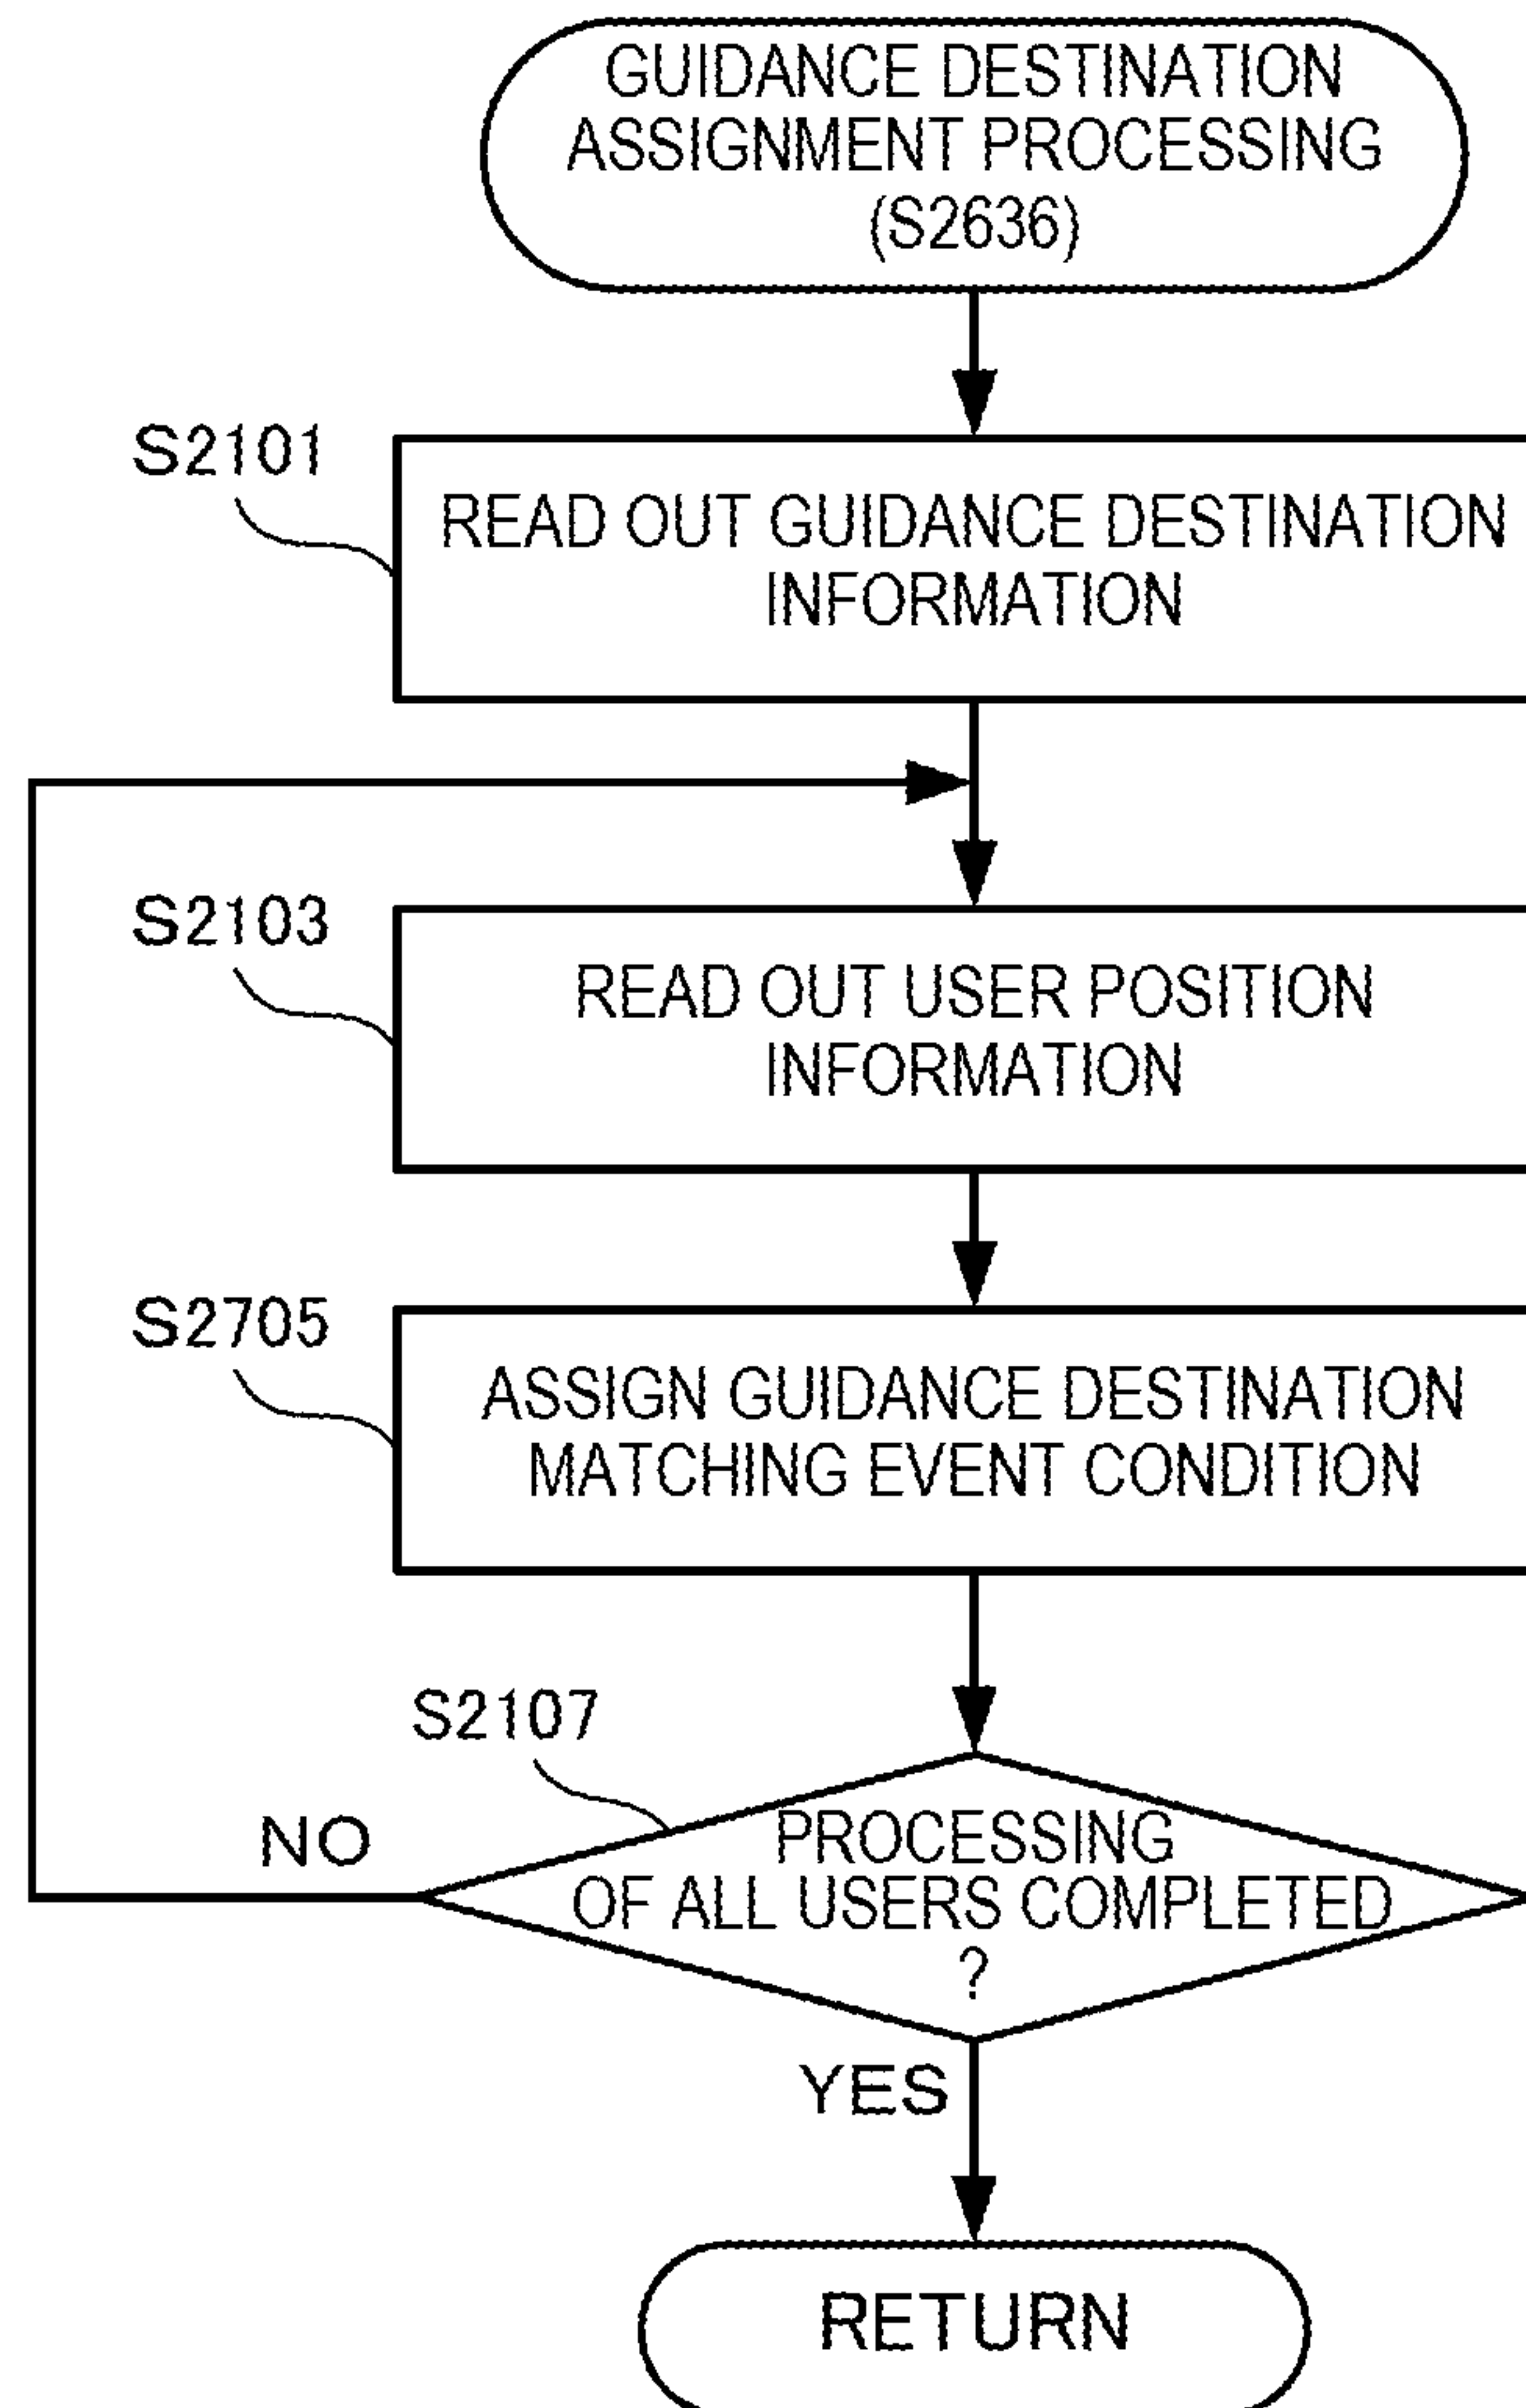 GUIDANCE DESTINATION
ASSIGNMENT PROCESSING
(S2636)
S2101
READ OUT GUIDANCE DESTINATION
INFORMATION
S2103
READ OUT USER POSITION
INFORMATION
S2705
ASSIGN GUIDANCE DESTINATION
MATCHING EVENT CONDITION
S2107
NO
PROCESSING
OF ALL USERS COMPLETED
?
YES
RETURN